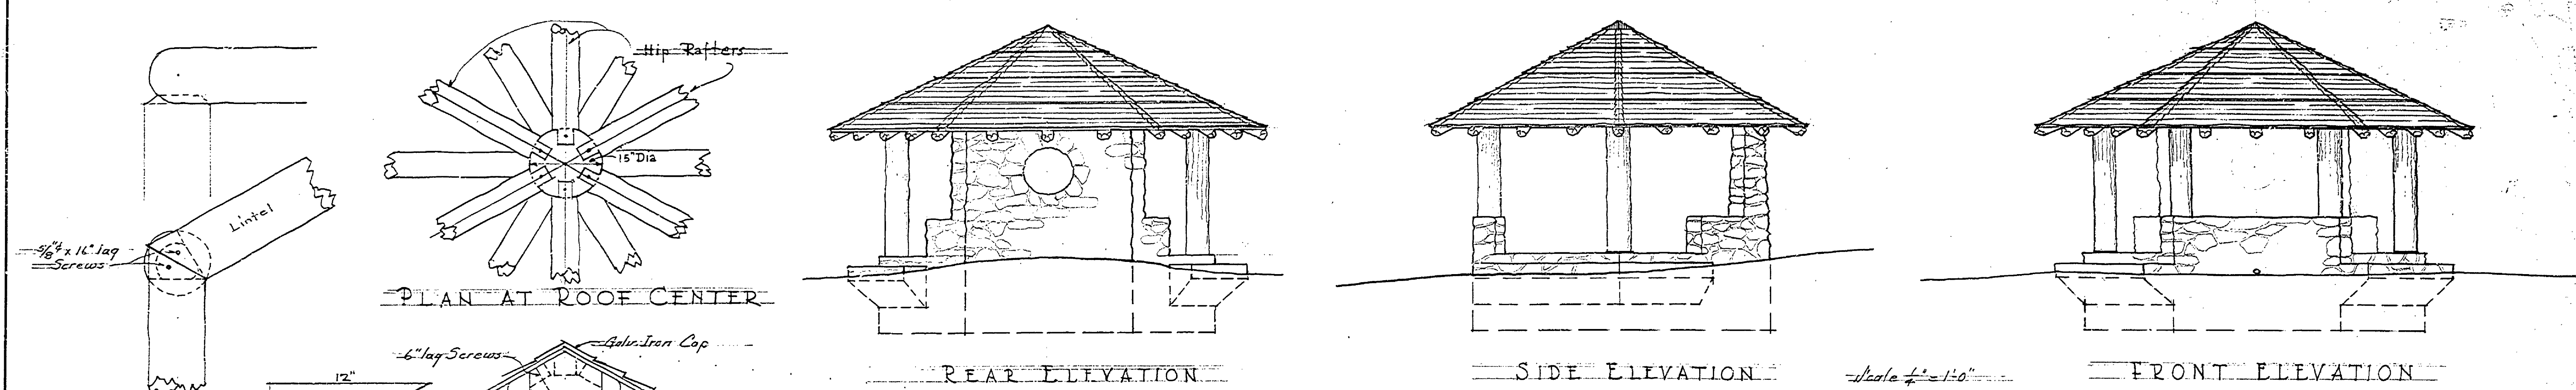 Hip Rafters
15" Dia
Lintel
5/8"ᶲ x 16" lag
Screws
PLAN AT ROOF CENTER
6" lag Screws
Galv. Iron Cap
12"
REAR ELEVATION
SIDE ELEVATION
Scale 1/4" = 1'-0"
FRONT ELEVATION